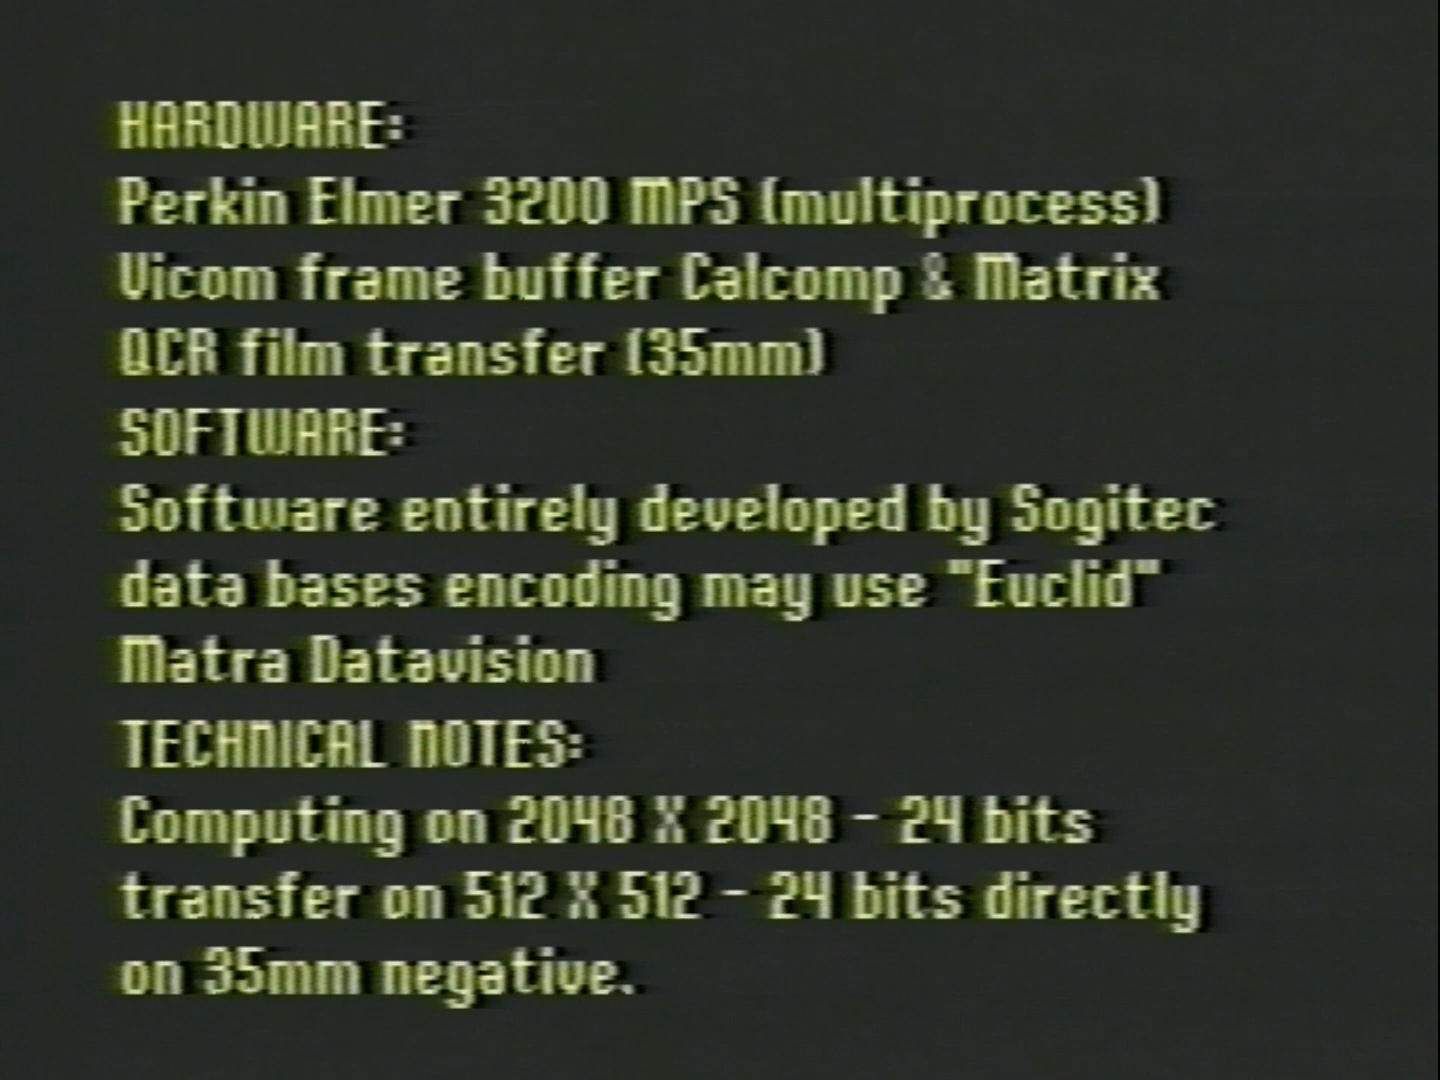 HARDWARE:
Perkin Elmer 3200 MPS (multiprocess)
Vicom frame buffer Calcomp & Matrix
QCR film transfer (35mm)
SOFTWARE:
Software entirely developed by Sogitec
data bases encoding may use "Euclid"
Matra Datavision
TECHNICAL NOTES:
Computing on 2048 X 2048 - 24 bits
transfer on 512 X 512 - 24 bits directly
on 35mm negative.